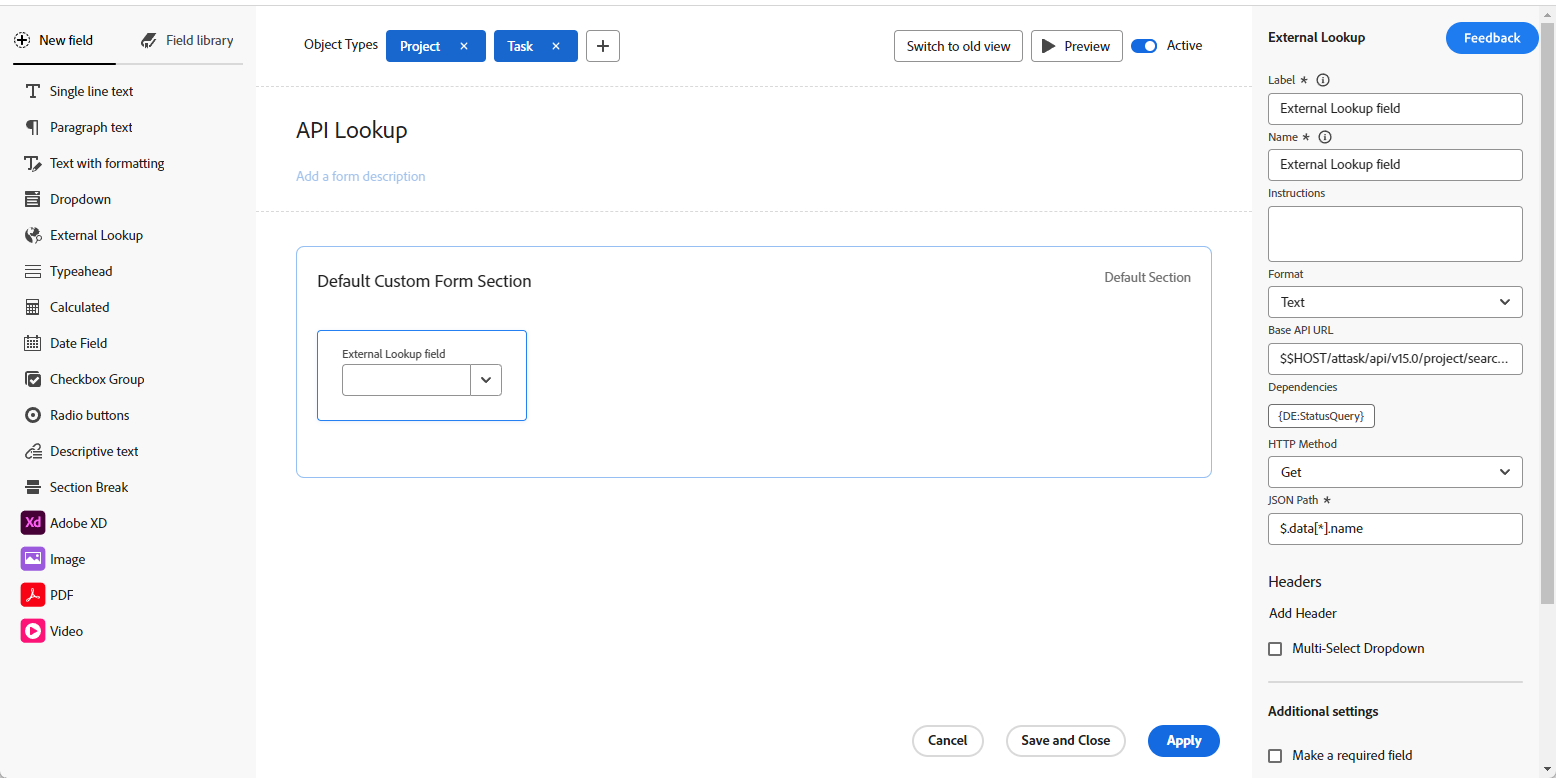 New field
Field library
Single line text
Paragraph text
Text with formatting
Dropdown
External Lookup
Typeahead
Calculated
Date Field
Checkbox Group
Radio buttons
Descriptive text
Section Break
Xd Adobe XD
Image
PDF
Video
Object Types Project × Task × +
Switch to old view Preview Active
API Lookup
Add a form description
Default Custom Form Section
Default Section
External Lookup field
Cancel Save and Close Apply
External Lookup
Feedback
Label *
External Lookup field
Name *
External Lookup field
Instructions
Format
Text
Base API URL
$$HOST/attask/api/v15.0/project/searc...
Dependencies
{DE:StatusQuery}
HTTP Method
Get
JSON Path *
$.data[*].name
Headers
Add Header
Multi-Select Dropdown
Additional settings
Make a required field